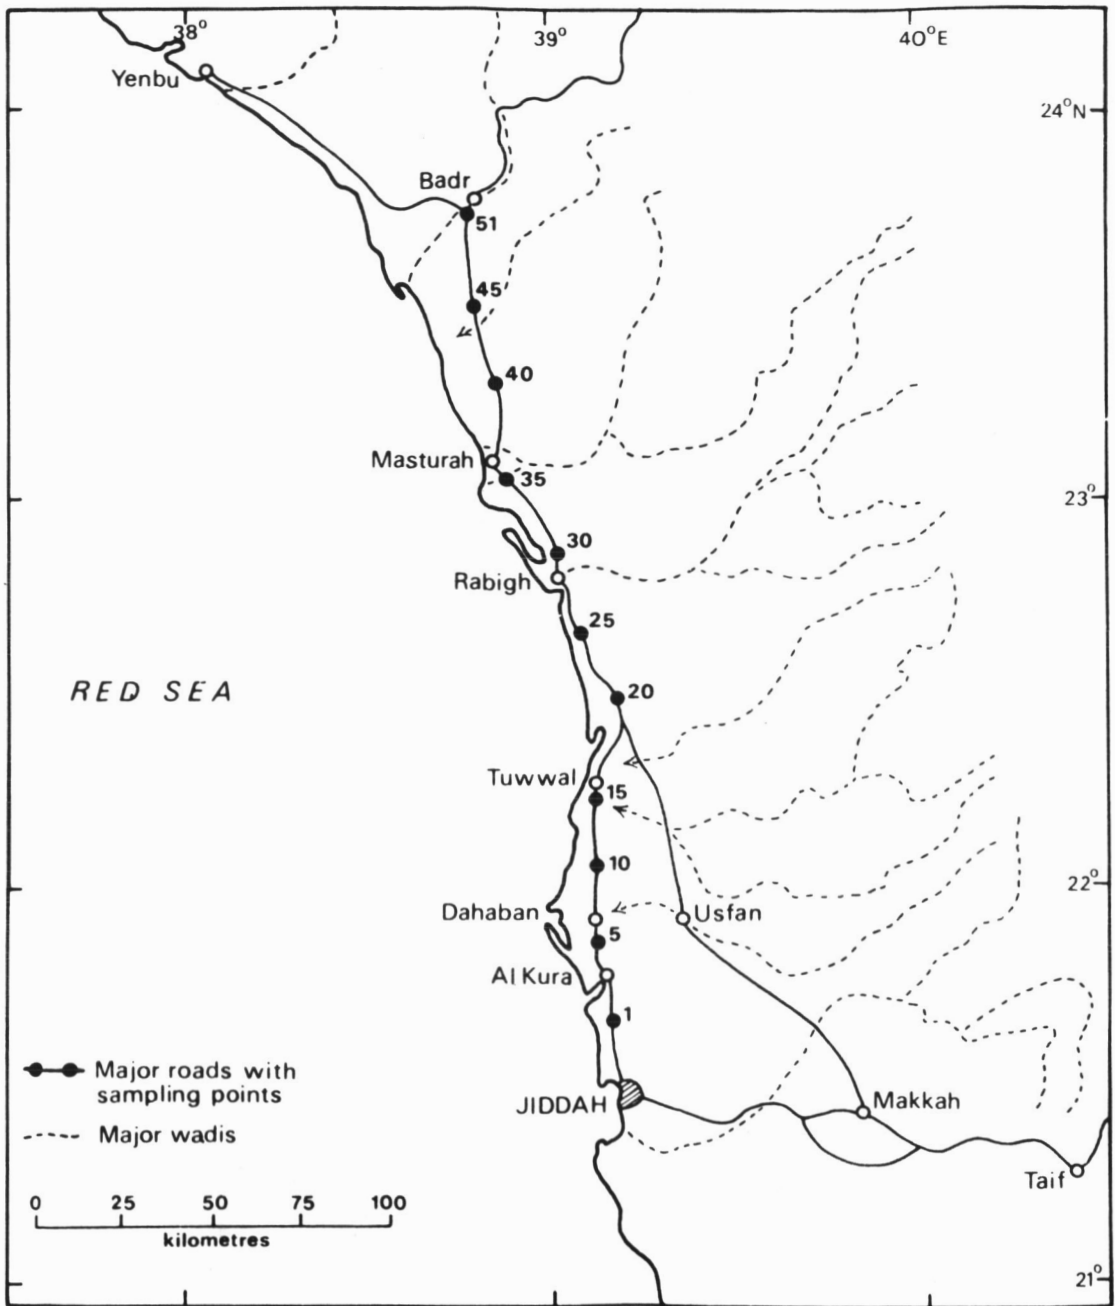 38°
39°
40°E
Yenbu
24°N
Badr
51
45
40
Masturah
35
23°
30
Rabigh
25
RED SEA
20
Tuwwal
15
10
22°
Dahaban
Usfan
5
Al Kura
1
Major roads with
sampling points
JIDDAH
Makkah
Major wadis
Taif
0 25 50 75 100
kilometres
21°